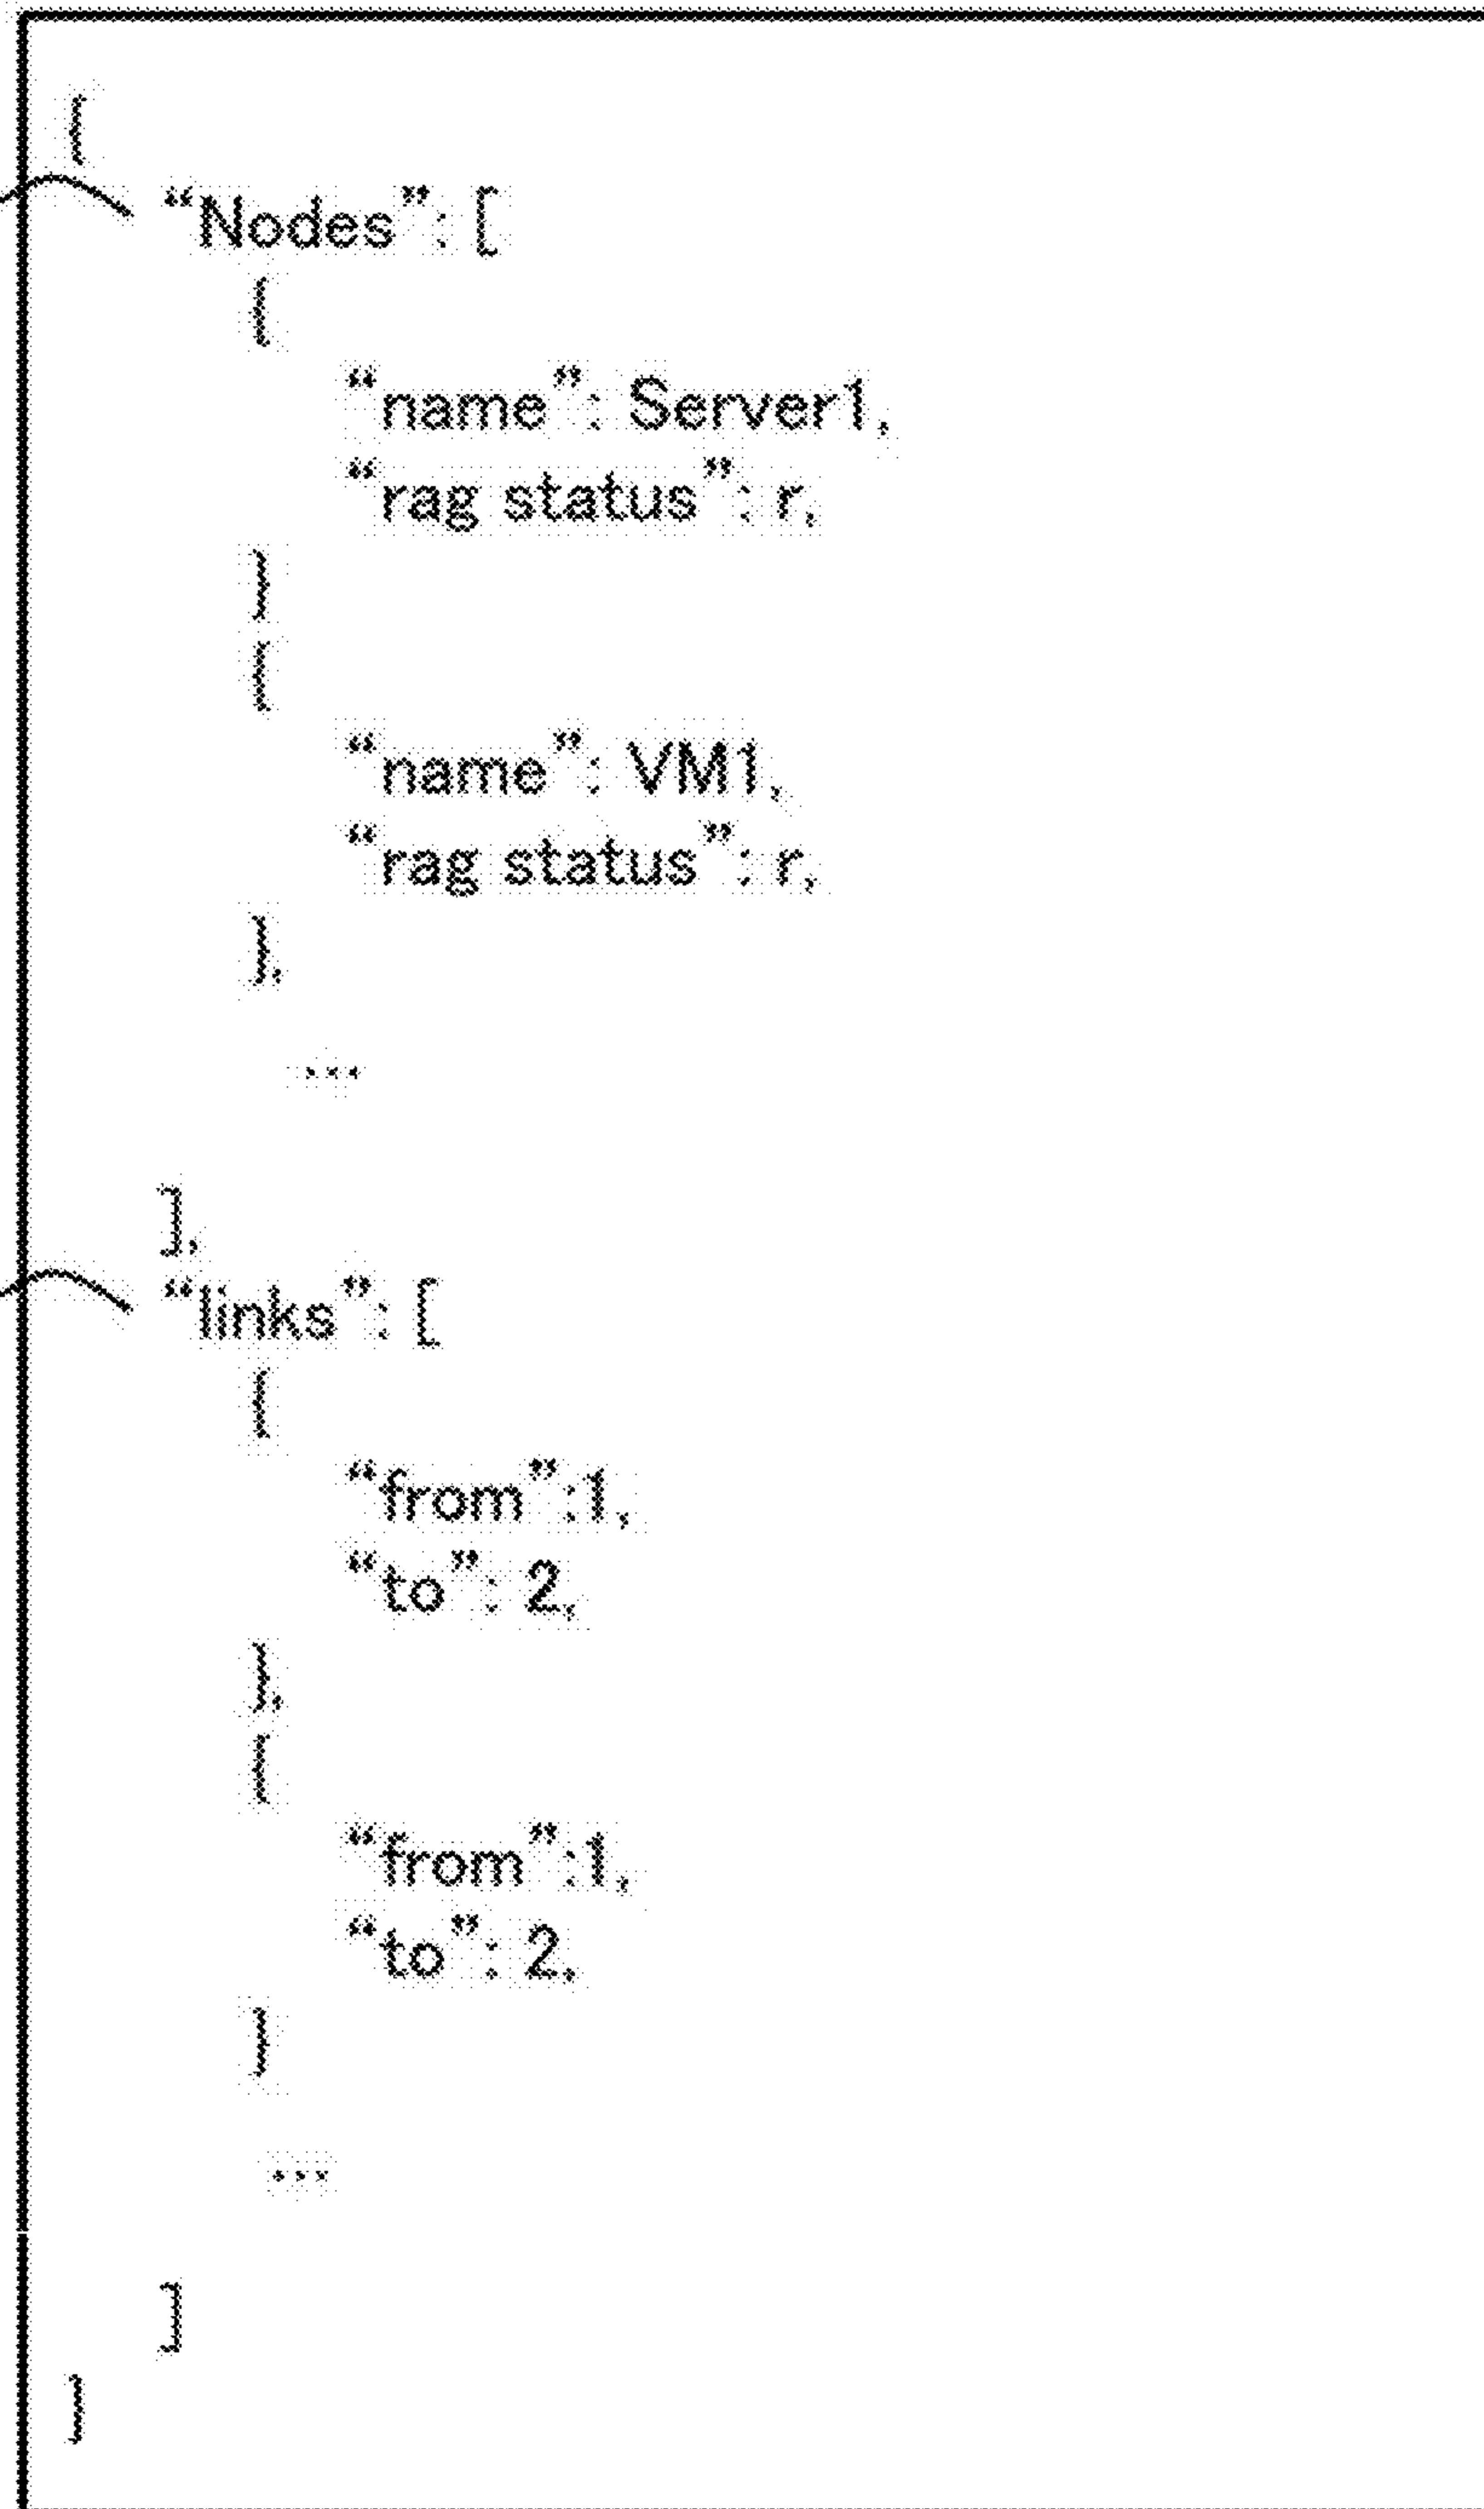 {
“Nodes”: [
{
“name”: Server1,
“rag status”: r,
}
{
“name”: VM1,
“rag status”: r,
},
...
],
“links”: [
{
“from”:1,
“to”: 2,
},
{
“from”:1,
“to”: 2,
}
...
]
}